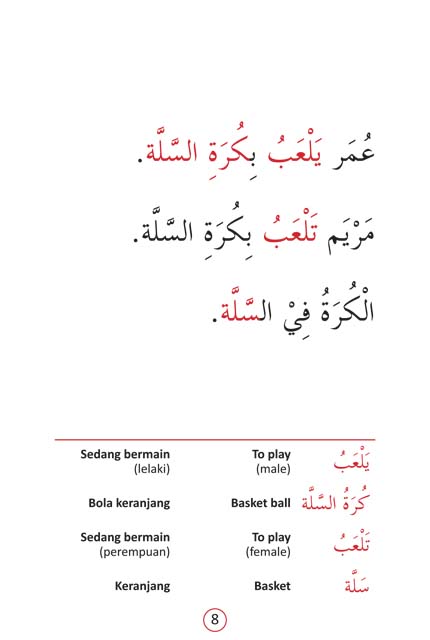 عُمَر يَلْعَبُ بِكُرَةِ السَّلَّة.
مَرْيَم تَلْعَبُ بِكُرَةِ السَّلَّة.
الْكُرَةُ فِيْ السَّلَّة.
يَلْعَبُ To play Sedang bermain
(male) (lelaki)
كُرَةُ السَّلَّة Basket ball Bola keranjang
تَلْعَبُ To play Sedang bermain
(female) (perempuan)
سَلَّة Basket Keranjang
8